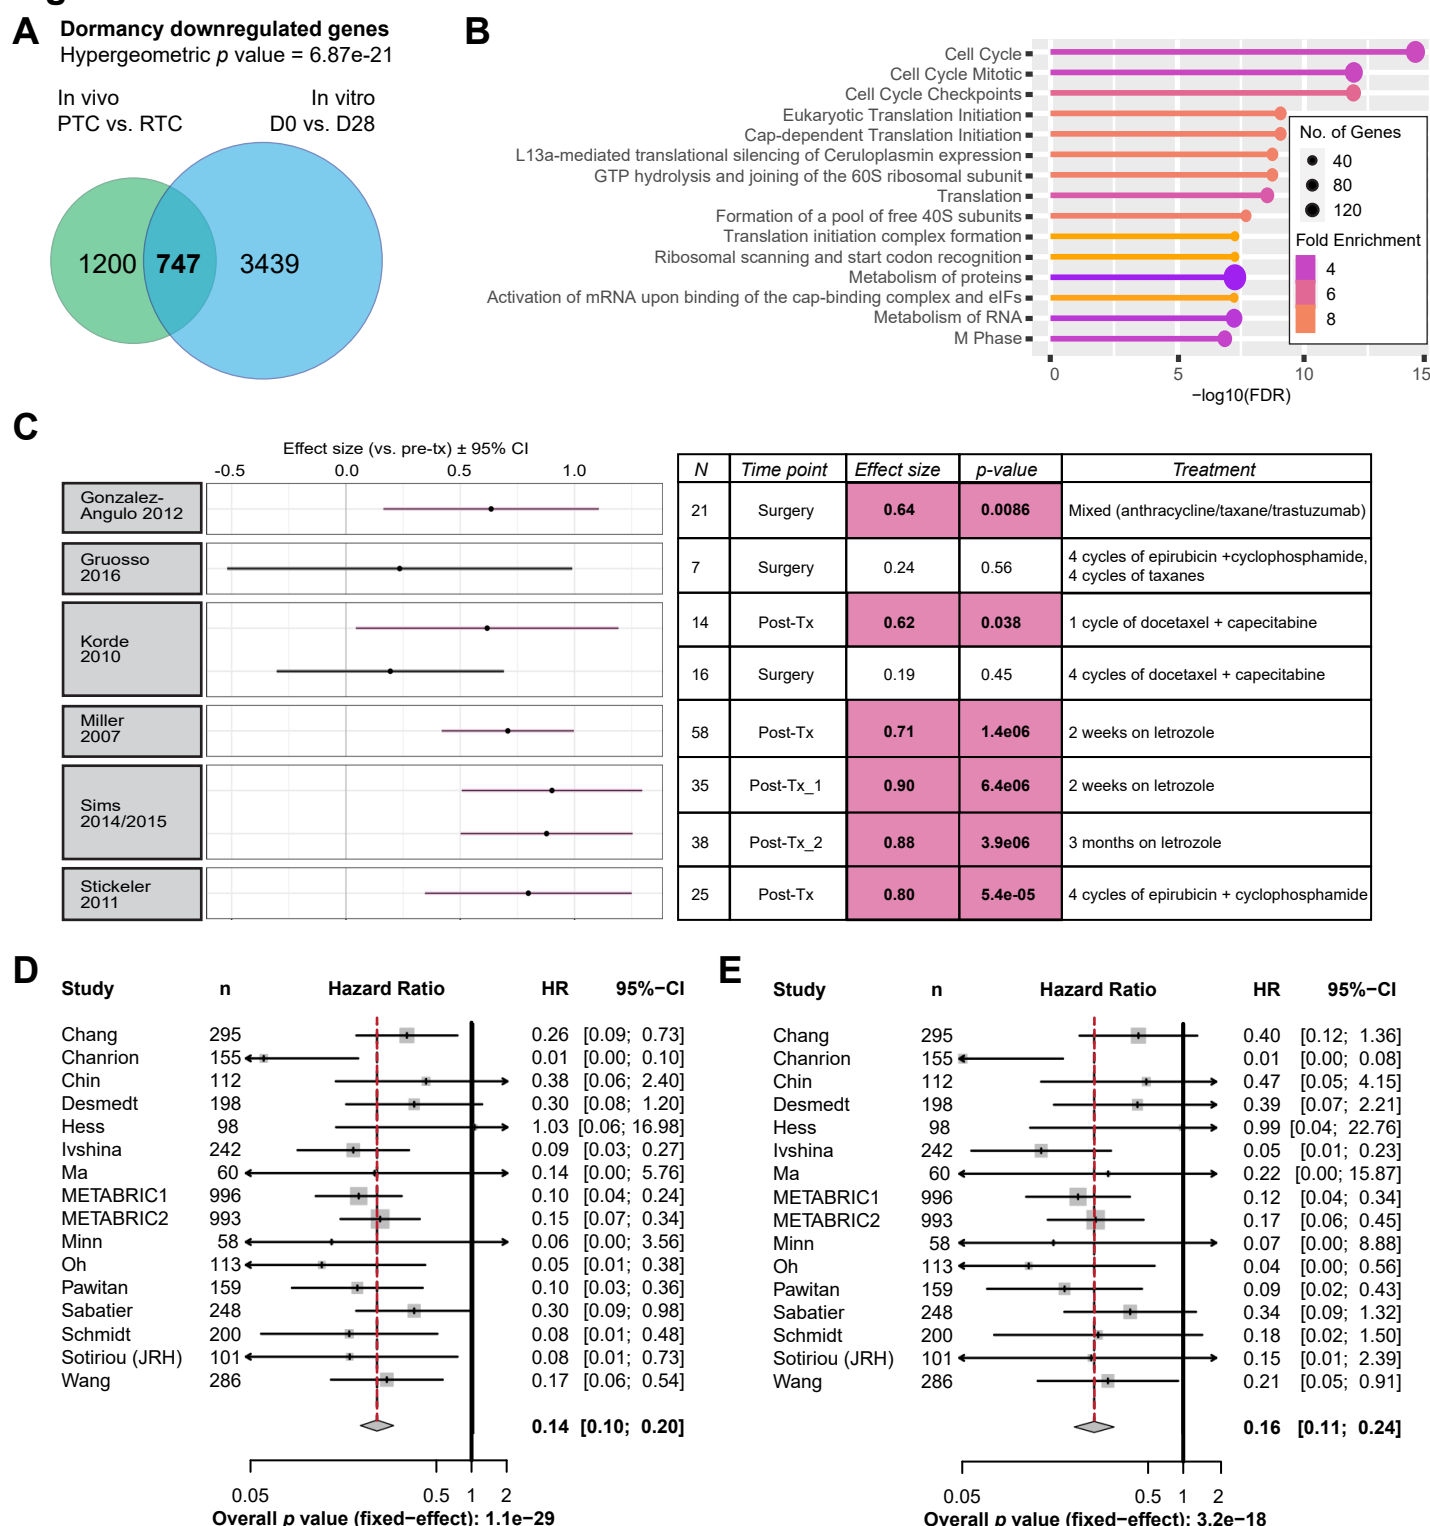 A
Dormancy downregulated genes
Hypergeometric p value = 6.87e-21
In vivo
PTC vs. RTC
In vitro
D0 vs. D28
1200
747
3439
B
Cell Cycle
Cell Cycle Mitotic
Cell Cycle Checkpoints
Eukaryotic Translation Initiation
Cap-dependent Translation Initiation
L13a-mediated translational silencing of Ceruloplasmin expression
GTP hydrolysis and joining of the 60S ribosomal subunit
Translation
Formation of a pool of free 40S subunits
Translation initiation complex formation
Ribosomal scanning and start codon recognition
Metabolism of proteins
Activation of mRNA upon binding of the cap-binding complex and eIFs
Metabolism of RNA
M Phase
0 5 10 15
−log10(FDR)
No. of Genes
40
80
120
Fold Enrichment
4
6
8
C
Effect size (vs. pre-tx) ± 95% CI
-0.5 0.0 0.5 1.0
N Time point Effect size p-value Treatment
Gonzalez-
Angulo 2012
21 Surgery 0.64 0.0086 Mixed (anthracycline/taxane/trastuzumab)
Gruosso
2016
7 Surgery 0.24 0.56 4 cycles of epirubicin +cyclophosphamide,
4 cycles of taxanes
Korde
2010
14 Post-Tx 0.62 0.038 1 cycle of docetaxel + capecitabine
16 Surgery 0.19 0.45 4 cycles of docetaxel + capecitabine
Miller
2007
58 Post-Tx 0.71 1.4e06 2 weeks on letrozole
Sims
2014/2015
35 Post-Tx_1 0.90 6.4e06 2 weeks on letrozole
38 Post-Tx_2 0.88 3.9e06 3 months on letrozole
Stickeler
2011
25 Post-Tx 0.80 5.4e-05 4 cycles of epirubicin + cyclophosphamide
D
Study n Hazard Ratio HR 95%−CI
Chang 295 0.26 [0.09; 0.73]
Chanrion 155 0.01 [0.00; 0.10]
Chin 112 0.38 [0.06; 2.40]
Desmedt 198 0.30 [0.08; 1.20]
Hess 98 1.03 [0.06; 16.98]
Ivshina 242 0.09 [0.03; 0.27]
Ma 60 0.14 [0.00; 5.76]
METABRIC1 996 0.10 [0.04; 0.24]
METABRIC2 993 0.15 [0.07; 0.34]
Minn 58 0.06 [0.00; 3.56]
Oh 113 0.05 [0.01; 0.38]
Pawitan 159 0.10 [0.03; 0.36]
Sabatier 248 0.30 [0.09; 0.98]
Schmidt 200 0.08 [0.01; 0.48]
Sotiriou (JRH) 101 0.08 [0.01; 0.73]
Wang 286 0.17 [0.06; 0.54]
0.14 [0.10; 0.20]
0.05 0.5 1 2
Overall p value (fixed−effect): 1.1e−29
E
Study n Hazard Ratio HR 95%−CI
Chang 295 0.40 [0.12; 1.36]
Chanrion 155 0.01 [0.00; 0.08]
Chin 112 0.47 [0.05; 4.15]
Desmedt 198 0.39 [0.07; 2.21]
Hess 98 0.99 [0.04; 22.76]
Ivshina 242 0.05 [0.01; 0.23]
Ma 60 0.22 [0.00; 15.87]
METABRIC1 996 0.12 [0.04; 0.34]
METABRIC2 993 0.17 [0.06; 0.45]
Minn 58 0.07 [0.00; 8.88]
Oh 113 0.04 [0.00; 0.56]
Pawitan 159 0.09 [0.02; 0.43]
Sabatier 248 0.34 [0.09; 1.32]
Schmidt 200 0.18 [0.02; 1.50]
Sotiriou (JRH) 101 0.15 [0.01; 2.39]
Wang 286 0.21 [0.05; 0.91]
0.16 [0.11; 0.24]
0.05 0.5 1 2
Overall p value (fixed−effect): 3.2e−18